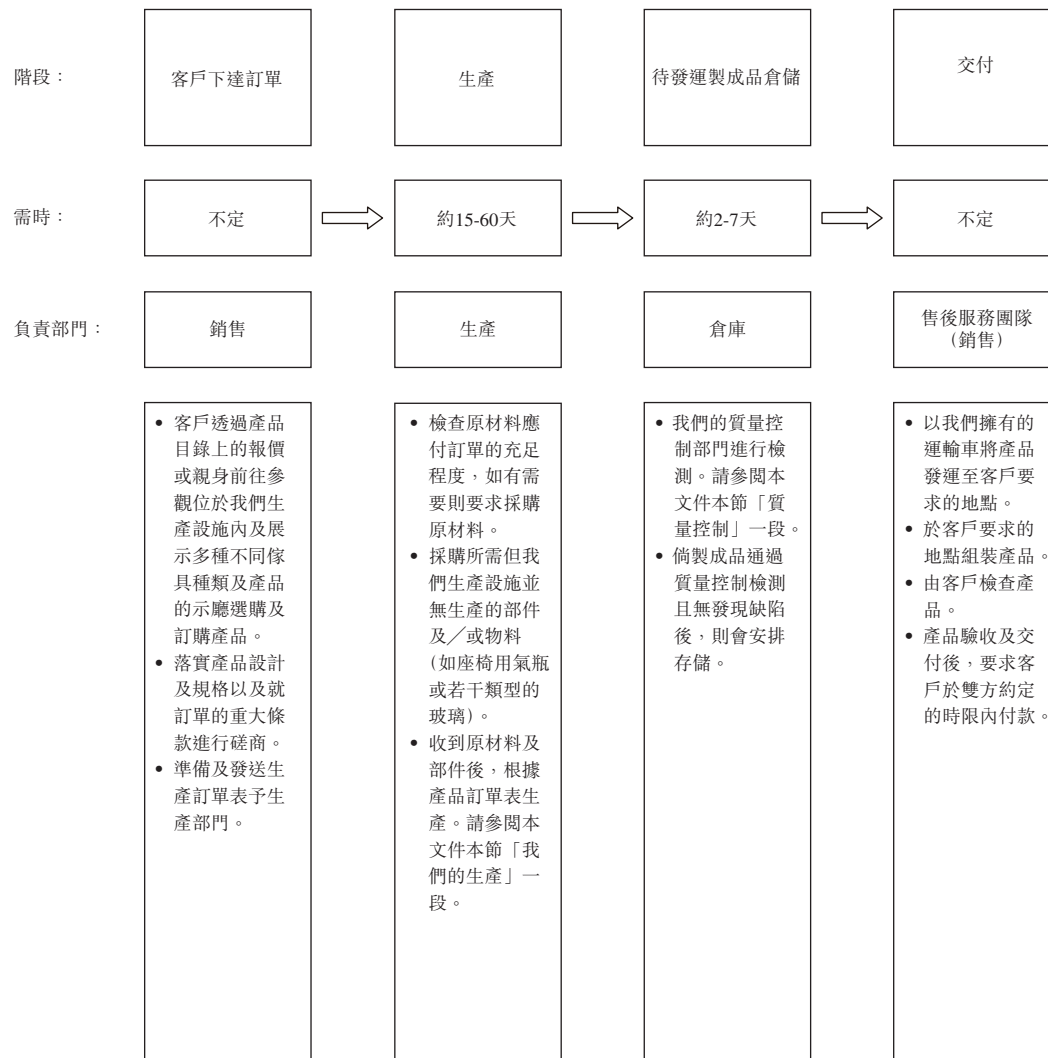 階段：
客戶下達訂單
生產
待發運製成品倉儲
交付
需時：
不定
約15-60天
約2-7天
不定
負責部門：
銷售
生產
倉庫
售後服務團隊
（銷售）
• 客戶透過產品
目錄上的報價
或親身前往參
觀位於我們生
產設施內及展
示多種不同傢
具種類及產品
的示廳選購及
訂購產品。
• 落實產品設計
及規格以及就
訂單的重大條
款進行磋商。
• 準備及發送生
產訂單表予生
產部門。
• 檢查原材料應
付訂單的充足
程度，如有需
要則要求採購
原材料。
• 採購所需但我
們生產設施並
無生產的部件
及／或物料
（如座椅用氣瓶
或若干類型的
玻璃）。
• 收到原材料及
部件後，根據
產品訂單表生
產。請參閱本
文件本節「我
們的生產」一
段。
• 我們的質量控
制部門進行檢
測。請參閱本
文件本節「質
量控制」一段。
• 倘製成品通過
質量控制檢測
且無發現缺陷
後，則會安排
存儲。
• 以我們擁有的
運輸車將產品
發運至客戶要
求的地點。
• 於客戶要求的
地點組裝產品。
• 由客戶檢查產
品。
• 產品驗收及交
付後，要求客
戶於雙方約定
的時限內付款。